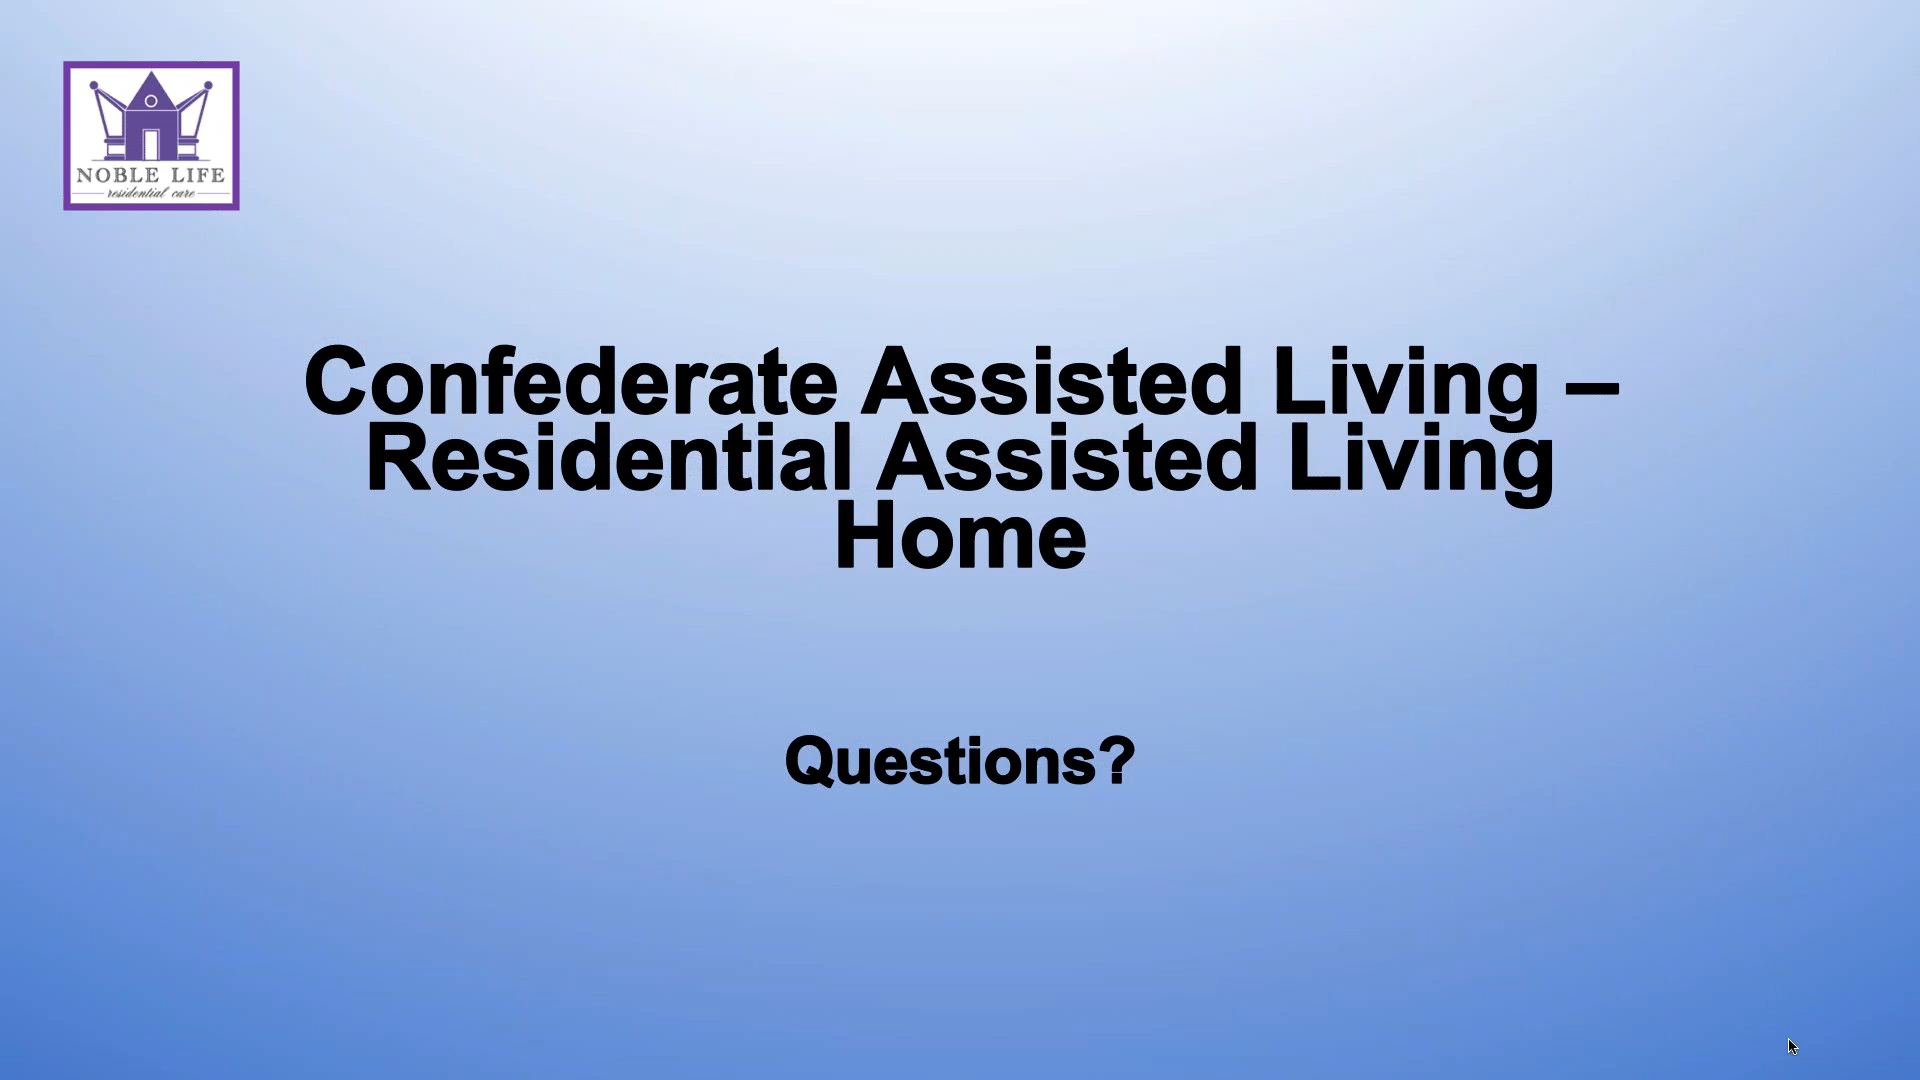 NOBLE LIFE
residential care
Confederate Assisted Living –
Residential Assisted Living
Home
Questions?